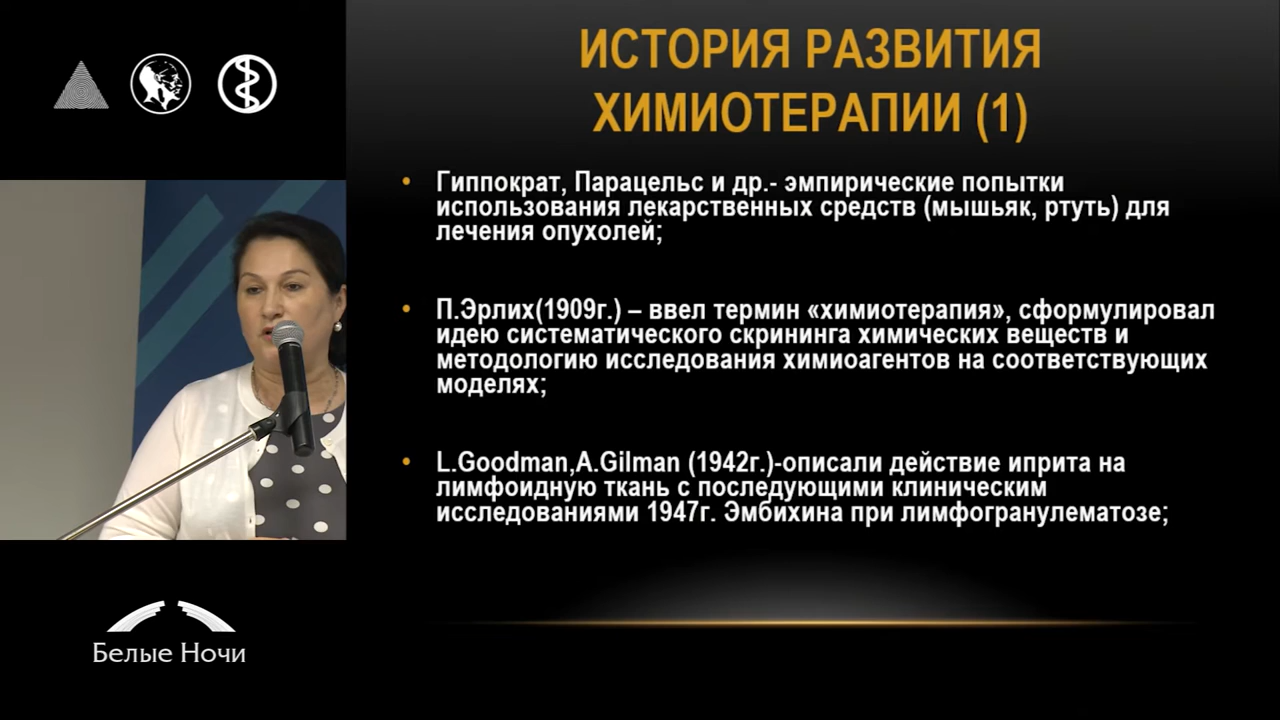 ИСТОРИЯ РАЗВИТИЯ
ХИМИОТЕРАПИИ (1)
• Гиппократ, Парацельс и др.- эмпирические попытки
использования лекарственных средств (мышьяк, ртуть) для
лечения опухолей;
• П.Эрлих(1909г.) – ввел термин «химиотерапия», сформулировал
идею систематического скрининга химических веществ и
методологию исследования химиоагентов на соответствующих
моделях;
• L.Goodman,A.Gilman (1942г.)-описали действие иприта на
лимфоидную ткань с последующими клиническим
исследованиями 1947г. Эмбихина при лимфогранулематозе;
Белые Ночи